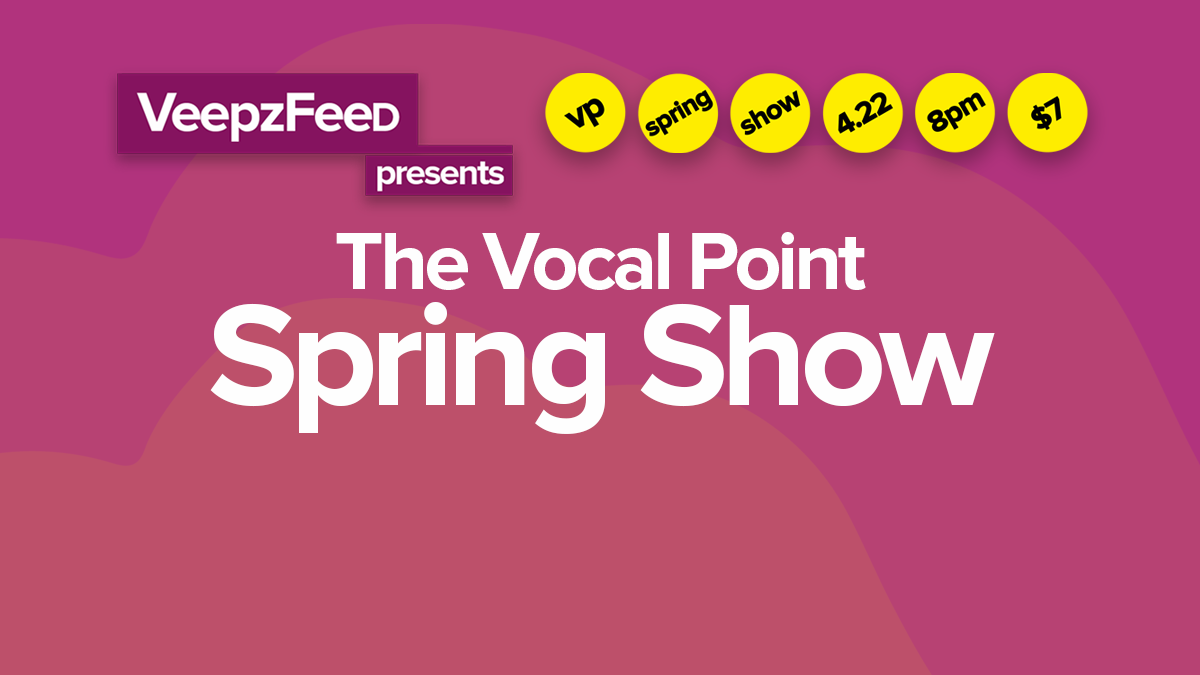 VeepzFeed
presents
vp spring show 4.22 8pm $7
The Vocal Point
Spring Show